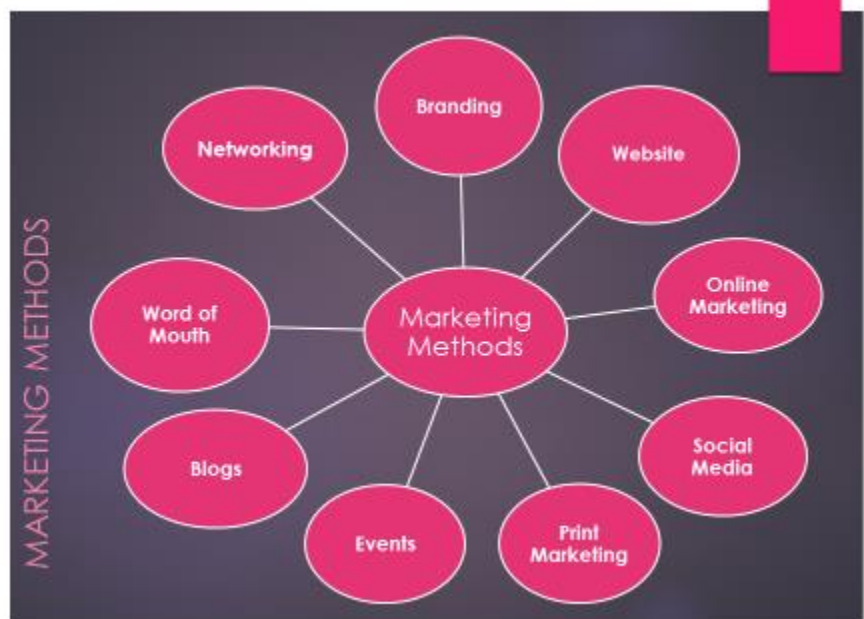 MARKETING METHODS
Branding
Networking
Website
Online
Marketing
Word of
Mouth
Marketing
Methods
Blogs
Social
Media
Events
Print
Marketing